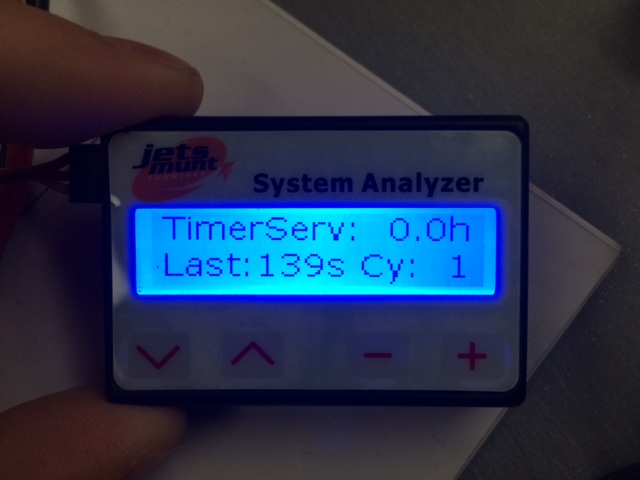 jets
munt
System Analyzer
TimerServ: 0.0h
Last:139s Cy: 1